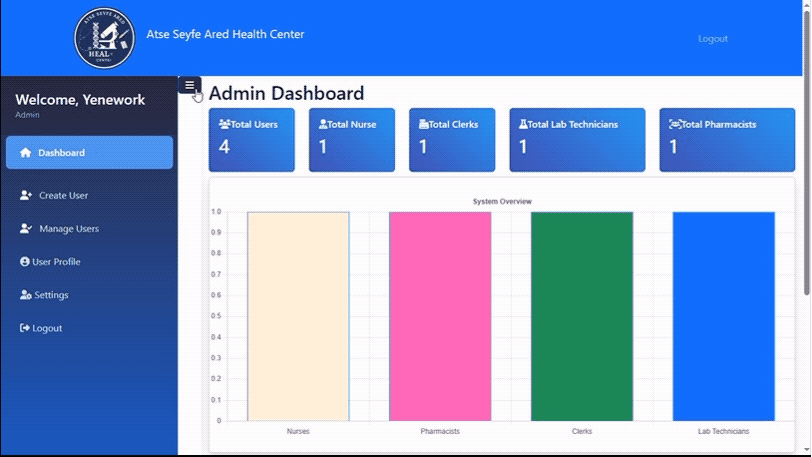 ATSE SEYFE ARED
HEAL
CENTER
Atse Seyfe Ared Health Center
Logout
Welcome, Yenework
Admin
Dashboard
Create User
Manage Users
User Profile
Settings
Logout
Admin Dashboard
Total Users
4
Total Nurse
1
Total Clerks
1
Total Lab Technicians
1
Total Pharmacists
1
System Overview
1.0
0.9
0.8
0.7
0.6
0.5
0.4
0.3
0.2
0.1
0
Nurses
Pharmacists
Clerks
Lab Technicians